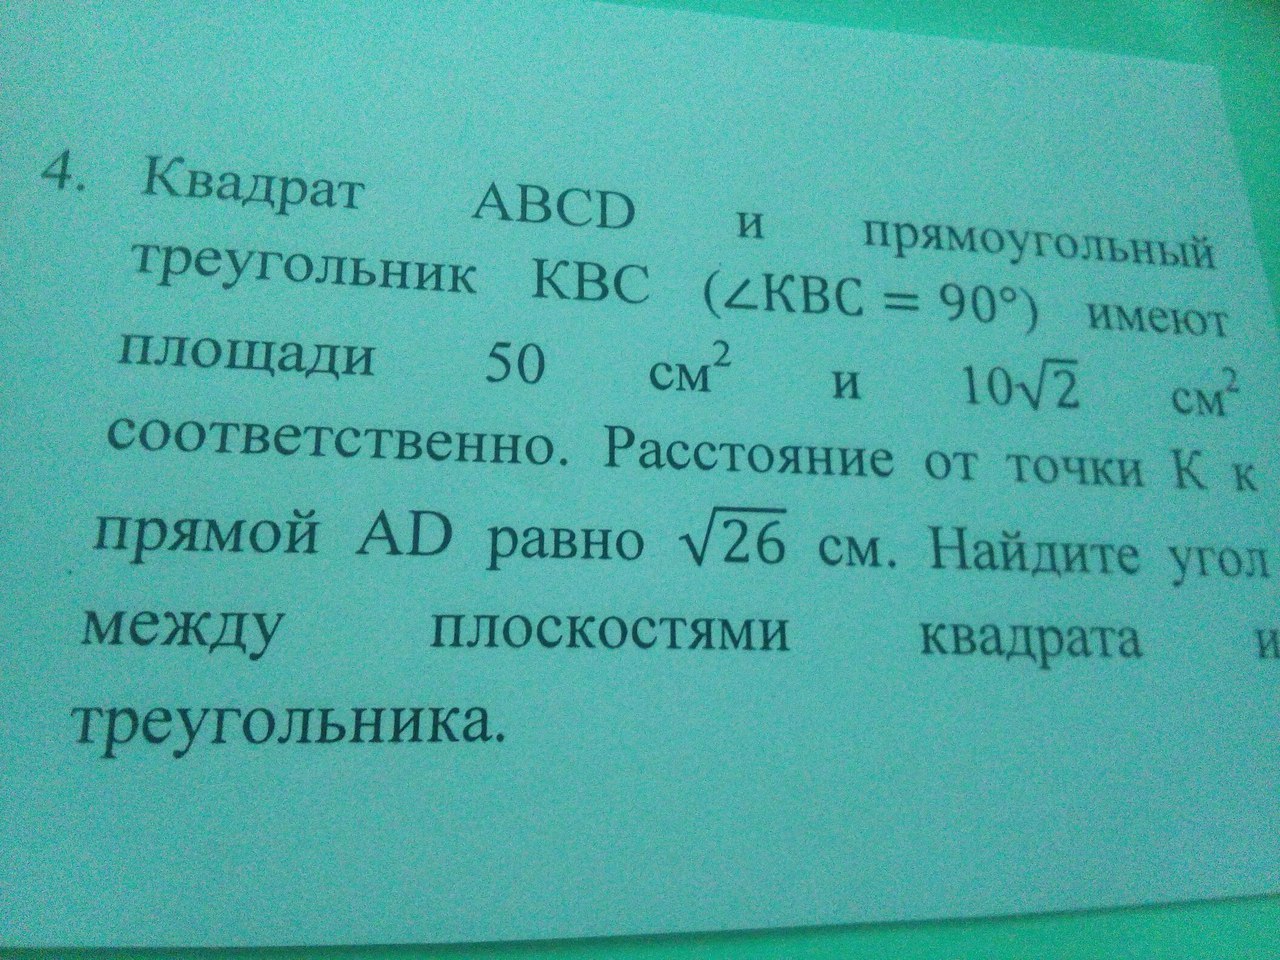 4. Квадрат ABCD и прямоугольный
треугольник KBC (∠KBC = 90°) имеют
площади 50 см² и 10√2 см²
соответственно. Расстояние от точки К к
прямой AD равно √26 см. Найдите угол
между плоскостями квадрата и
треугольника.